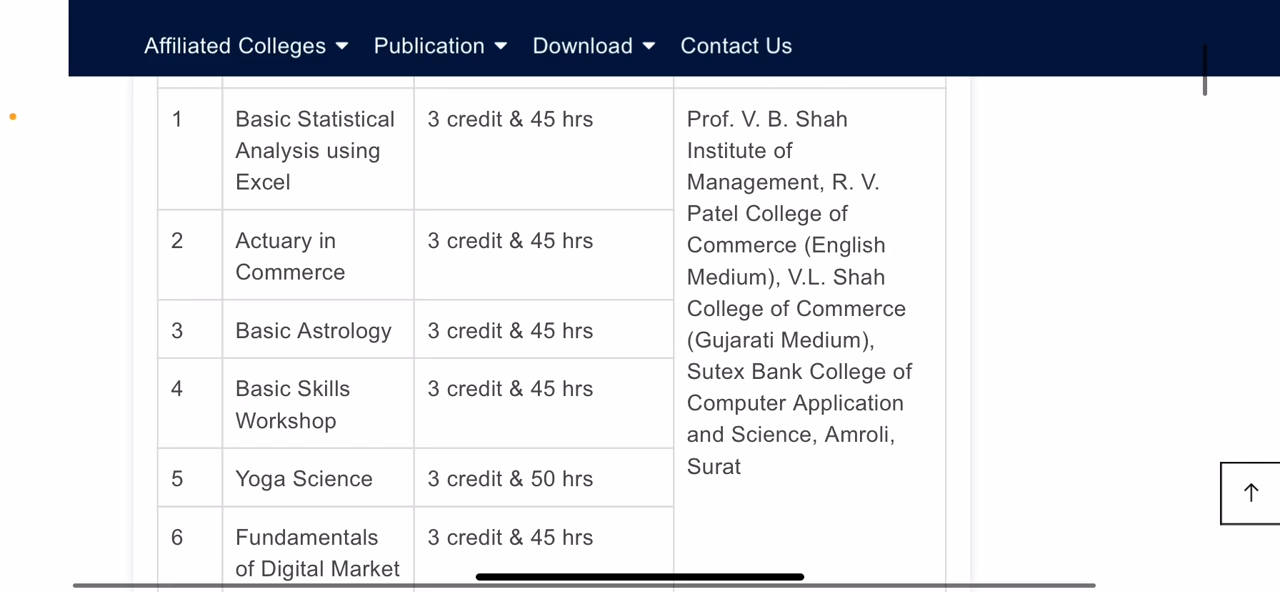 Affiliated Colleges Publication Download Contact Us
1 Basic Statistical Analysis using Excel 3 credit & 45 hrs
2 Actuary in Commerce 3 credit & 45 hrs
3 Basic Astrology 3 credit & 45 hrs
4 Basic Skills Workshop 3 credit & 45 hrs
5 Yoga Science 3 credit & 50 hrs
6 Fundamentals of Digital Market 3 credit & 45 hrs
Prof. V. B. Shah
Institute of
Management, R. V.
Patel College of
Commerce (English
Medium), V.L. Shah
College of Commerce
(Gujarati Medium),
Sutex Bank College of
Computer Application
and Science, Amroli,
Surat